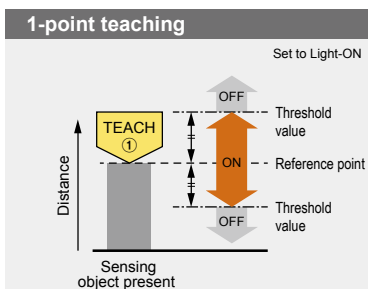 1-point teaching
Set to Light-ON
OFF
TEACH
①
Threshold
value
Distance
ON
Reference point
OFF
Threshold
value
Sensing
object present